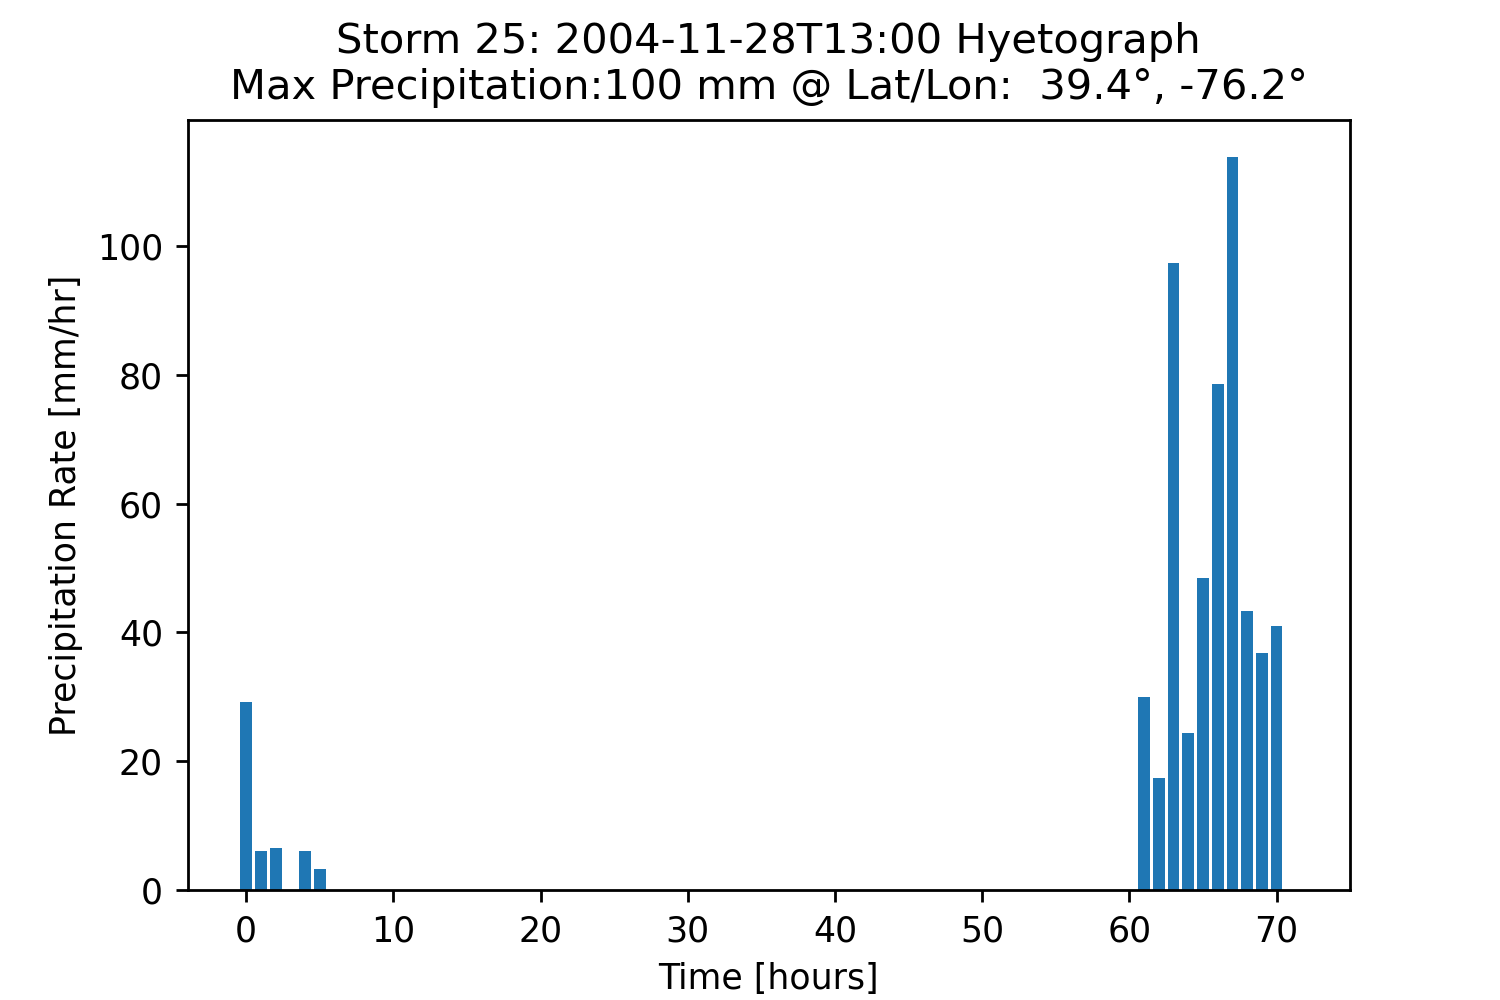 Storm 25: 2004-11-28T13:00 Hyetograph
Max Precipitation:100 mm @ Lat/Lon:  39.4°, -76.2°
Precipitation Rate [mm/hr]
100
80
60
40
20
0
0 10 20 30 40 50 60 70
Time [hours]